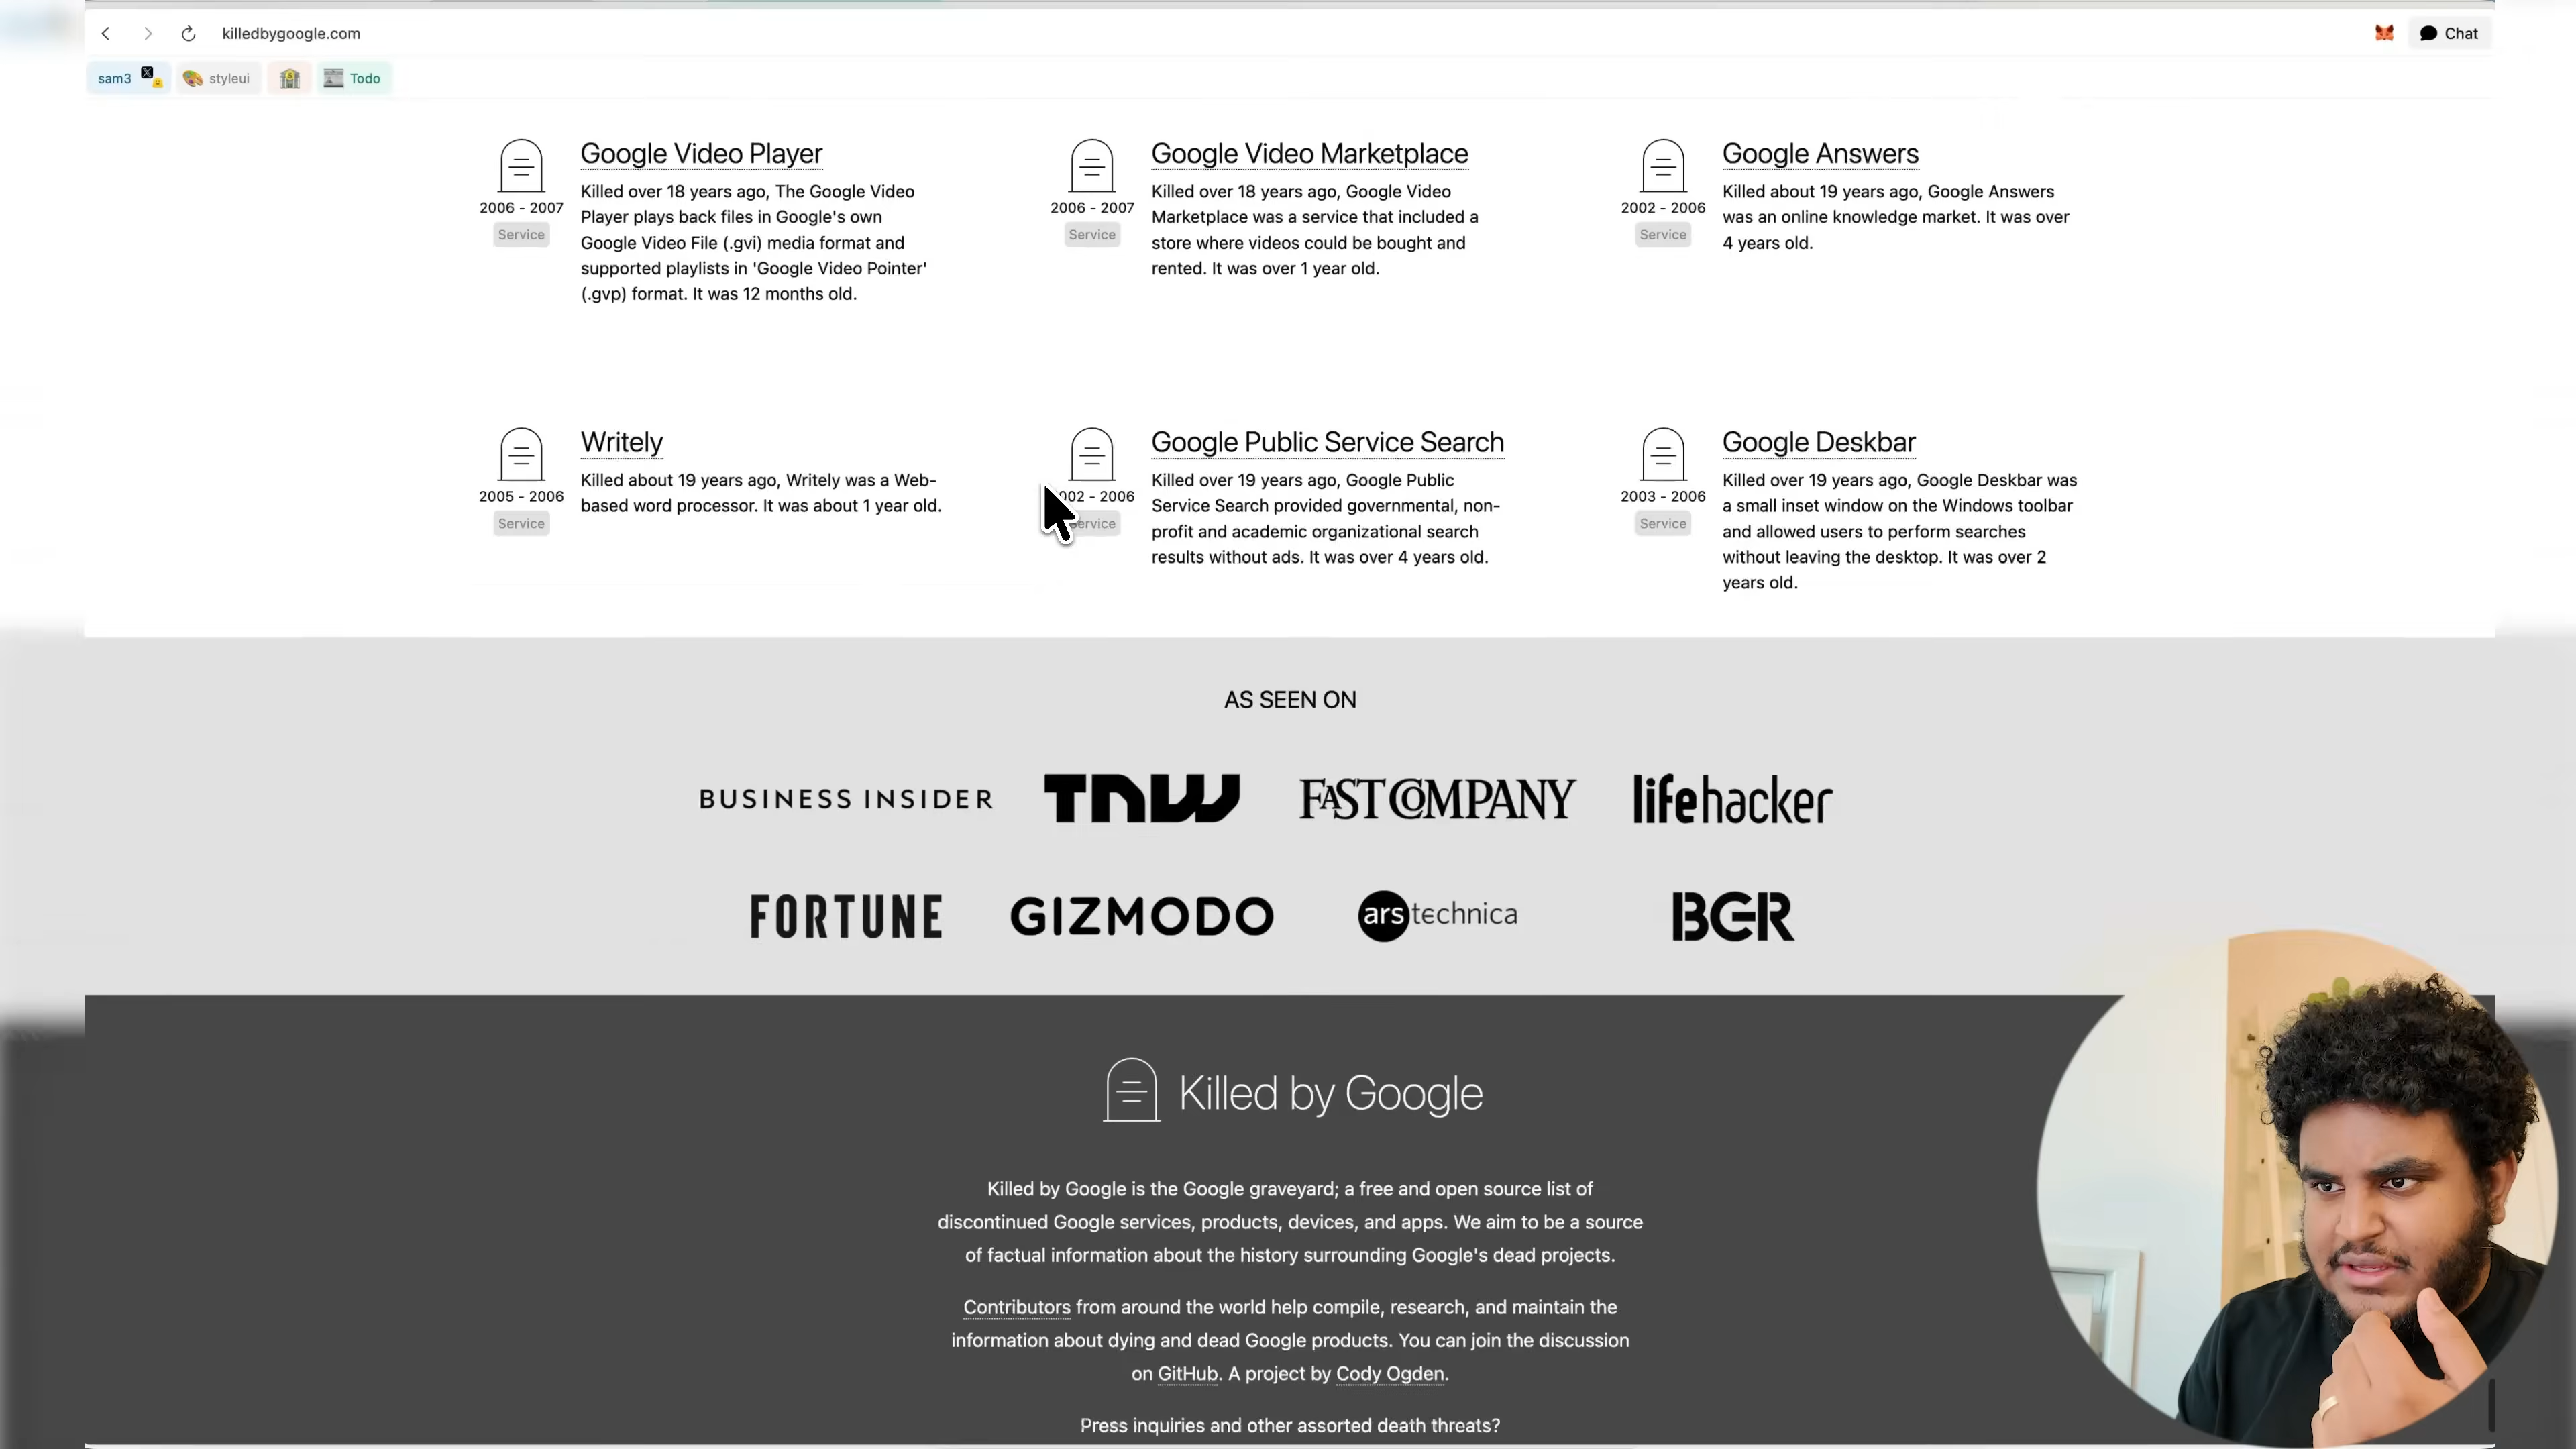 killedbygoogle.com
Chat
sam3
styleui
Todo
Google Video Player
2006 - 2007
Service
Killed over 18 years ago, The Google Video
Player plays back files in Google's own
Google Video File (.gvi) media format and
supported playlists in 'Google Video Pointer'
(.gvp) format. It was 12 months old.
Google Video Marketplace
2006 - 2007
Service
Killed over 18 years ago, Google Video
Marketplace was a service that included a
store where videos could be bought and
rented. It was over 1 year old.
Google Answers
2002 - 2006
Service
Killed about 19 years ago, Google Answers
was an online knowledge market. It was over
4 years old.
Writely
2005 - 2006
Service
Killed about 19 years ago, Writely was a Web-
based word processor. It was about 1 year old.
Google Public Service Search
002 - 2006
ervice
Killed over 19 years ago, Google Public
Service Search provided governmental, non-
profit and academic organizational search
results without ads. It was over 4 years old.
Google Deskbar
2003 - 2006
Service
Killed over 19 years ago, Google Deskbar was
a small inset window on the Windows toolbar
and allowed users to perform searches
without leaving the desktop. It was over 2
years old.
AS SEEN ON
BUSINESS INSIDER
TNW
FAST COMPANY
lifehacker
FORTUNE
GIZMODO
ars technica
BGR
Killed by Google
Killed by Google is the Google graveyard; a free and open source list of
discontinued Google services, products, devices, and apps. We aim to be a source
of factual information about the history surrounding Google's dead projects.
Contributors from around the world help compile, research, and maintain the
information about dying and dead Google products. You can join the discussion
on GitHub. A project by Cody Ogden.
Press inquiries and other assorted death threats?